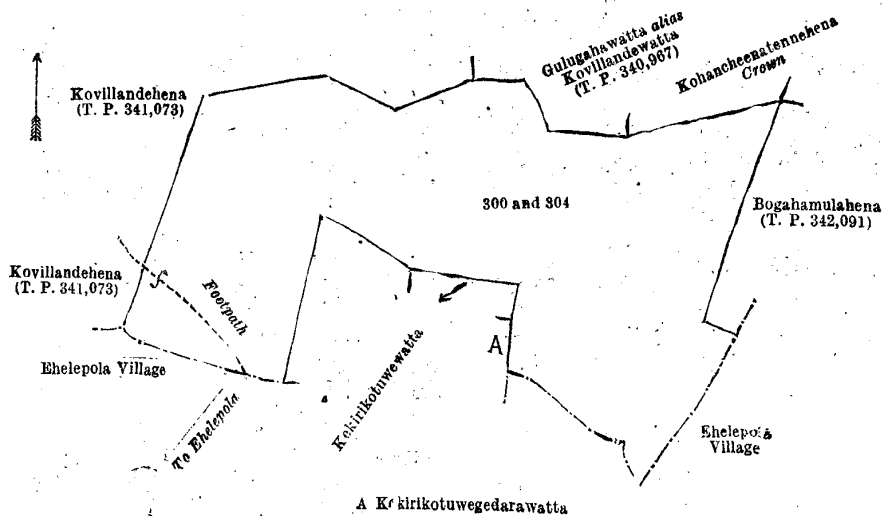 Gulugahawatta alias
Kovillandewatta
(T. P. 340,967)
Kohancheenatennehena
Crown
Kovillandehena
(T. P. 341,073)
300 and 304
Bogahamulahena
(T. P. 342,091)
Kovillandehena
(T. P. 341,073)
f
Footpath
Kekirikotuwewatta
A
Ehelepola Village
To Ehelepola
Ehelepola
Village
A Kekirikotuwegedarawatta